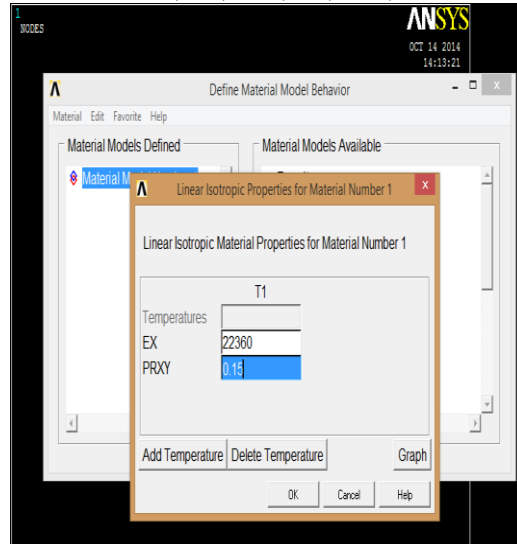 1
NODES
ANSYS
OCT 14 2014
14:13:21
Define Material Model Behavior
Material Edit Favorite Help
Material Models Defined
Material Models Available
Material
Linear Isotropic Properties for Material Number 1
Linear Isotropic Material Properties for Material Number 1
T1
Temperatures
EX 22360
PRXY 0.15
Add Temperature Delete Temperature Graph
OK Cancel Help